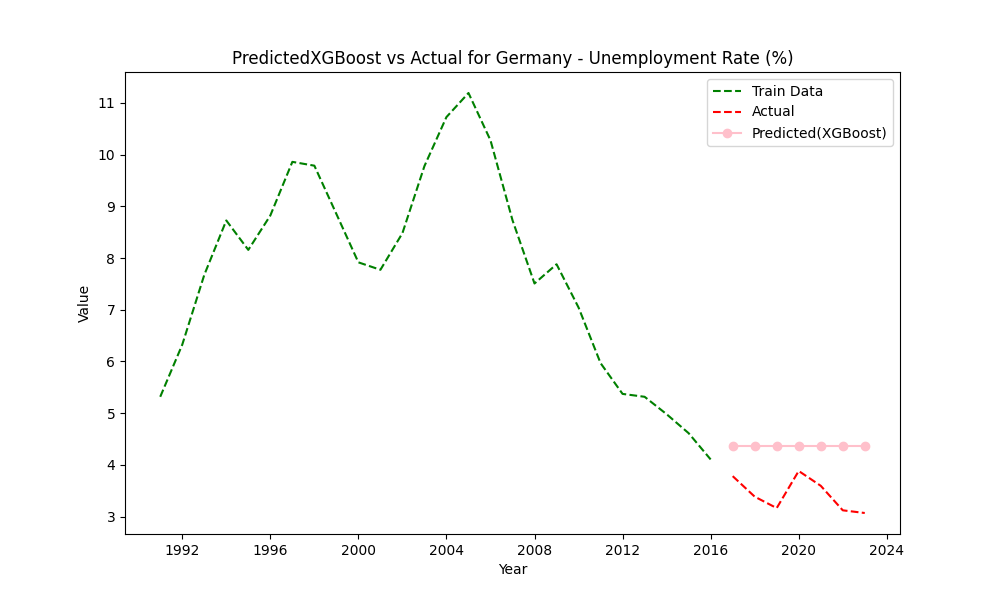 PredictedXGBoost vs Actual for Germany - Unemployment Rate (%)
Train Data
Actual
Predicted(XGBoost)
Value
11
10
9
8
7
6
5
4
3
1992 1996 2000 2004 2008 2012 2016 2020 2024
Year